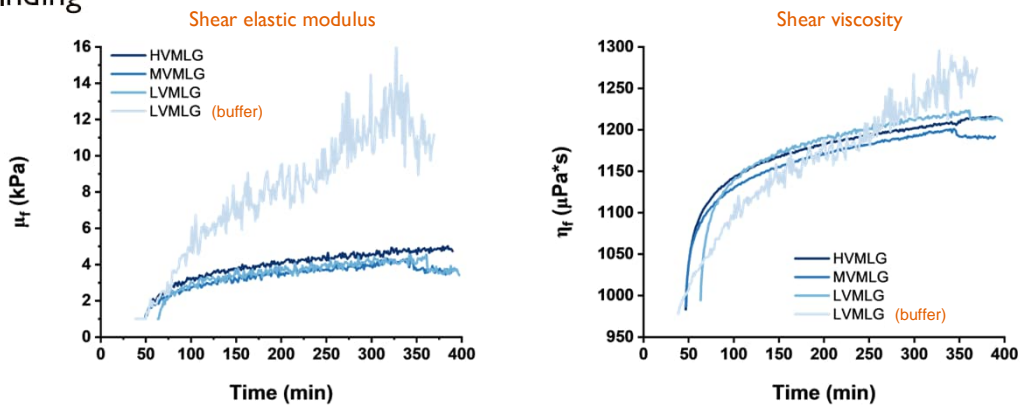 nding
Shear elastic modulus
16
14
12
10
8
6
4
2
0
HVMLG
MVMLG
LVMLG
LVMLG (buffer)
μf (kPa)
0 50 100 150 200 250 300 350 400
Time (min)
Shear viscosity
1300
1250
1200
1150
1100
1050
1000
950
ηf (μPa*s)
HVMLG
MVMLG
LVMLG
LVMLG (buffer)
0 50 100 150 200 250 300 350 400
Time (min)